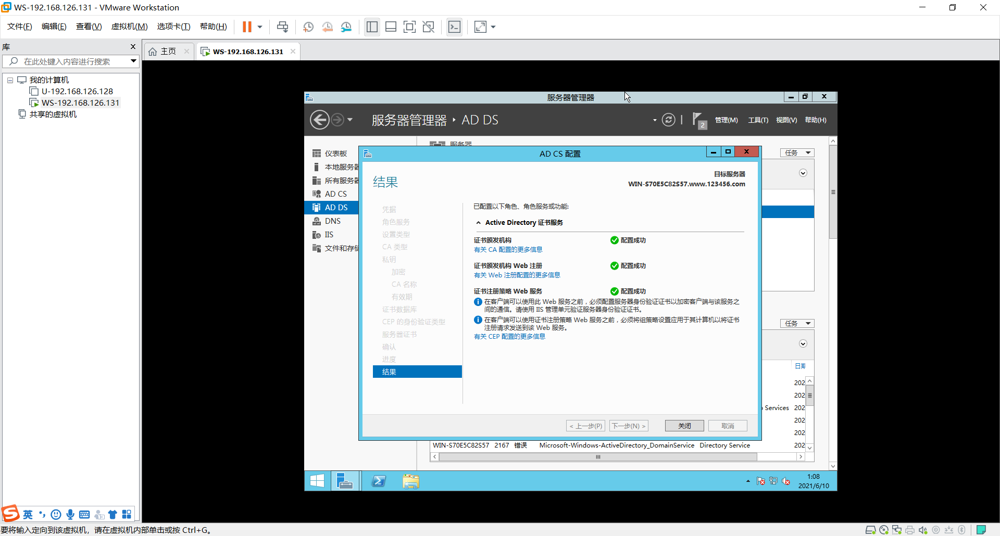 WS-192.168.126.131 - VMware Workstation
文件(F) 编辑(E) 查看(V) 虚拟机(M) 选项卡(T) 帮助(H)
库
在此处键入内容进行搜索
我的计算机
U-192.168.126.128
WS-192.168.126.131
共享的虚拟机
主页
WS-192.168.126.131
服务器管理器
服务器管理器 ‣ AD DS
2
管理(M) 工具(T) 视图(V) 帮助(H)
仪表板
本地服务器
所有服务器
AD CS
AD DS
DNS
IIS
文件和存储
服务器
任务
AD CS 配置
结果
目标服务器
WIN-S70E5C82S57.www.123456.com
凭据
角色服务
设置类型
CA 类型
私钥
加密
CA 名称
有效期
证书数据库
CEP 的身份验证类型
服务器证书
确认
进度
结果
已配置以下角色、角色服务或功能:
Active Directory 证书服务
证书颁发机构 配置成功
有关 CA 配置的更多信息
证书颁发机构 Web 注册 配置成功
有关 Web 注册配置的更多信息
证书注册策略 Web 服务 配置成功
在客户端可以使用此 Web 服务之前，必须配置服务器身份验证证书以加密客户端与该服务之
间的通信。请使用 IIS 管理单元验证服务器身份验证证书。
在客户端可以使用证书注册策略 Web 服务之前，必须将组策略设置应用于其计算机以将证书
注册请求发送到该 Web 服务。
有关 CEP 配置的更多信息
< 上一步(P) 下一步(N) > 关闭 取消
任务
日期
202
202
Services 202
202
202
WIN-S70E5C82S57 2167 错误 Microsoft-Windows-ActiveDirectory_DomainService Directory Service 202
1:08
2021/6/10
英
要将输入定向到该虚拟机，请在虚拟机内部单击或按 Ctrl+G。